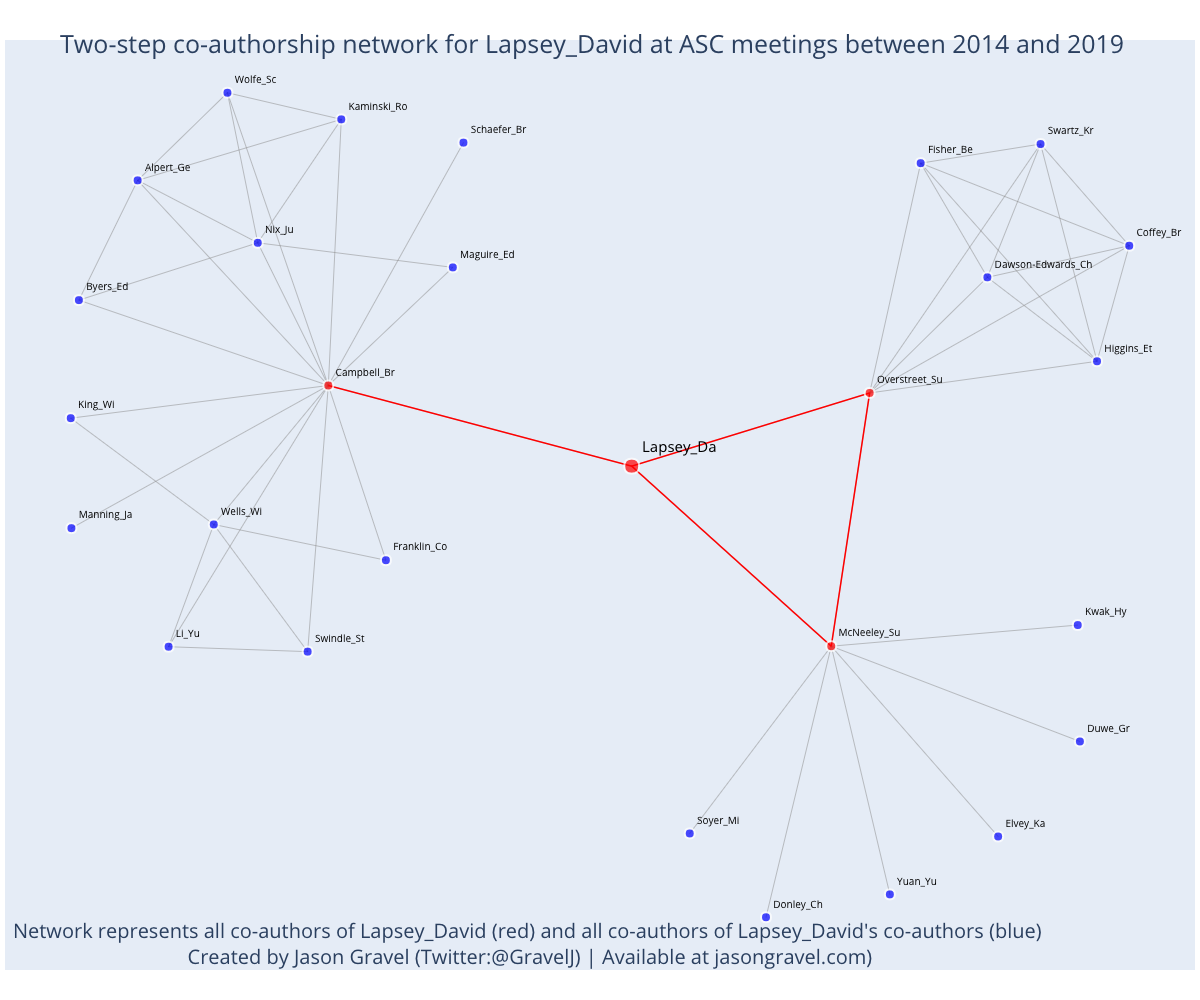 Two-step co-authorship network for Lapsey_David at ASC meetings between 2014 and 2019
Wolfe_Sc
Kaminski_Ro
Schaefer_Br
Swartz_Kr
Fisher_Be
Alpert_Ge
Nix_Ju
Coffey_Br
Maguire_Ed
Dawson-Edwards_Ch
Byers_Ed
Higgins_Et
Campbell_Br
Overstreet_Su
King_Wi
Lapsey_Da
Manning_Ja
Wells_Wi
Franklin_Co
Kwak_Hy
Li_Yu
Swindle_St
McNeeley_Su
Duwe_Gr
Soyer_Mi
Elvey_Ka
Yuan_Yu
Donley_Ch
Network represents all co-authors of Lapsey_David (red) and all co-authors of Lapsey_David's co-authors (blue)
Created by Jason Gravel (Twitter:@GravelJ) | Available at jasongravel.com)